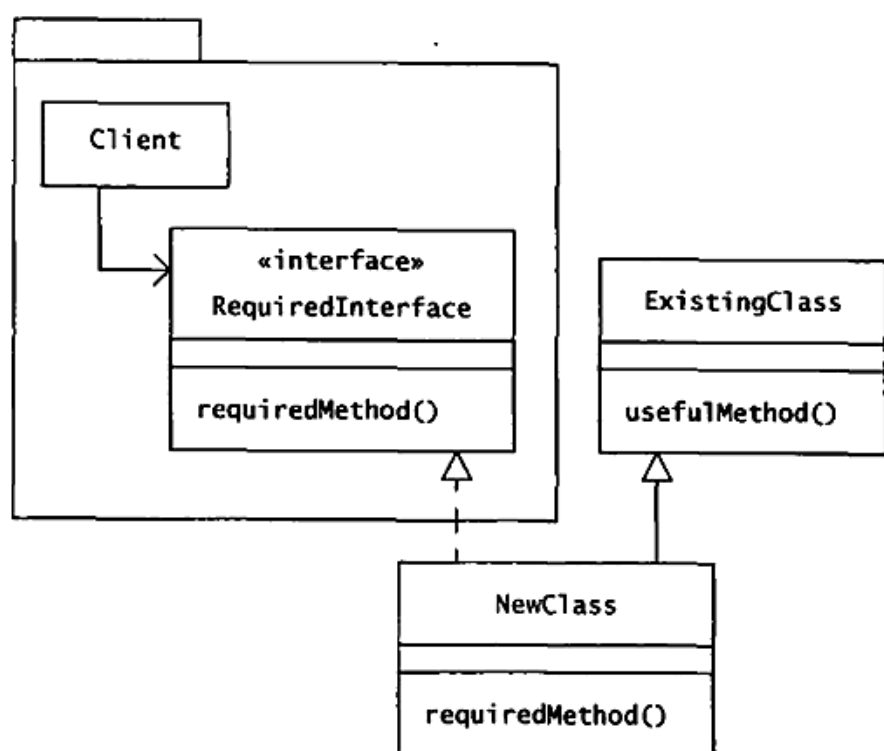 Client
«interface»
RequiredInterface
requiredMethod()
ExistingClass
usefulMethod()
NewClass
requiredMethod()